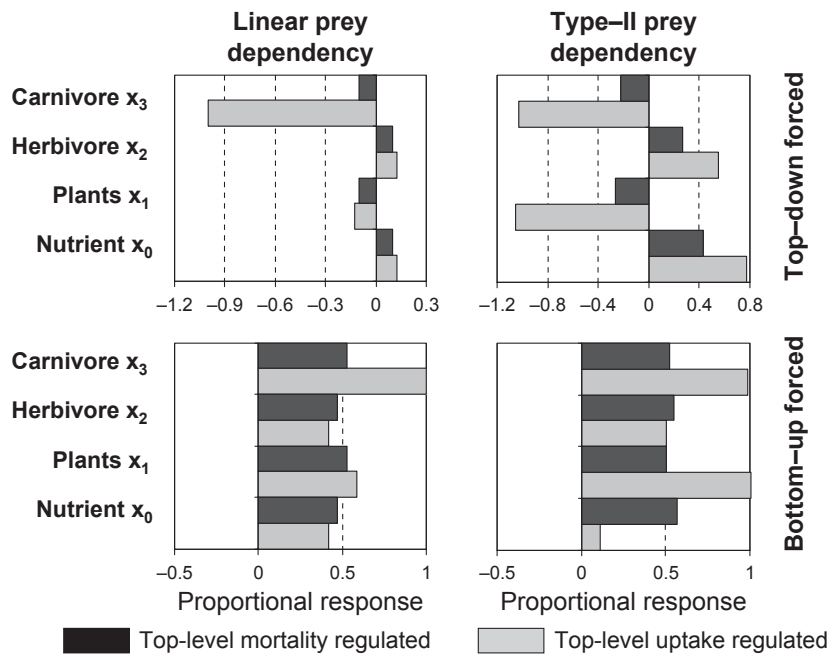 Linear prey dependency
Type–II prey dependency
Carnivore x3
Herbivore x2
Plants x1
Nutrient x0
–1.2 –0.9 –0.6 –0.3 0 0.3
–1.2 –0.8 –0.4 0 0.4 0.8
Top–down forced
Carnivore x3
Herbivore x2
Plants x1
Nutrient x0
–0.5 0 0.5 1
–0.5 0 0.5 1
Bottom–up forced
Proportional response
Proportional response
Top-level mortality regulated
Top-level uptake regulated